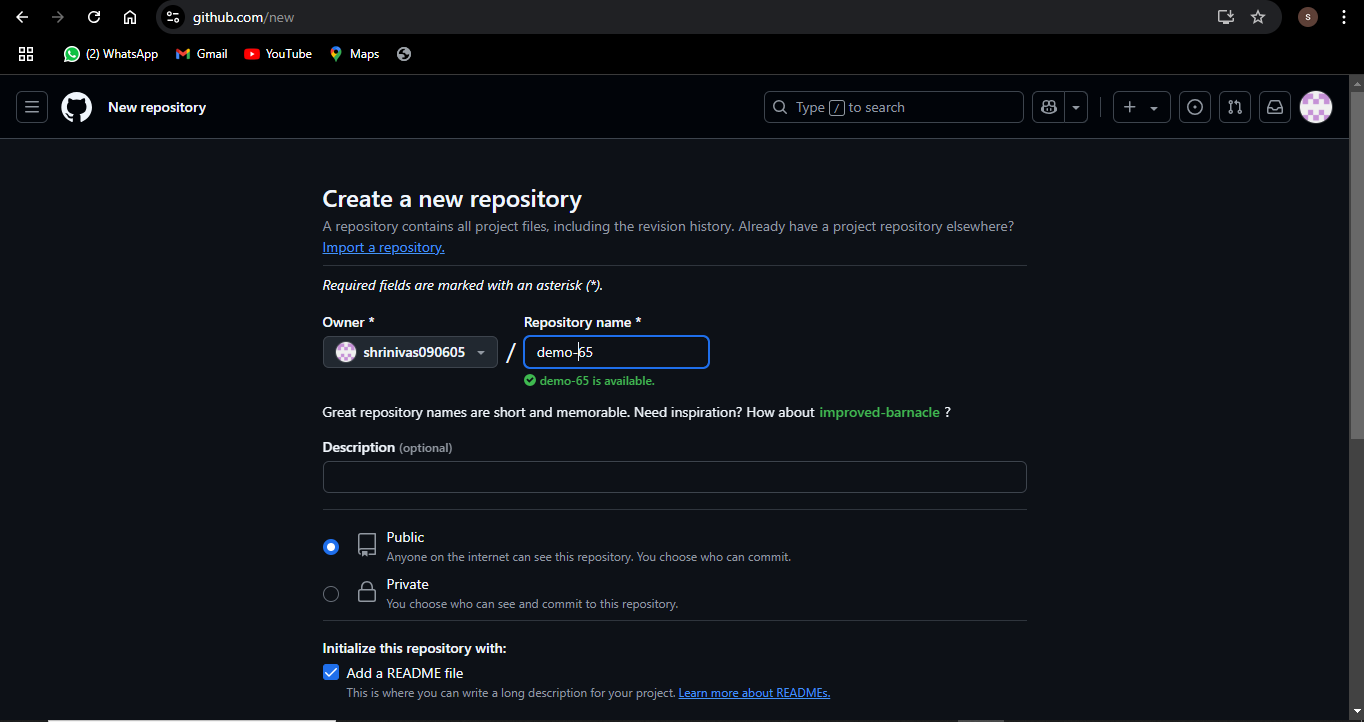 github.com/new
(2) WhatsApp Gmail YouTube Maps
New repository Type / to search
S
Create a new repository
A repository contains all project files, including the revision history. Already have a project repository elsewhere?
Import a repository.
Required fields are marked with an asterisk (*).
Owner * Repository name *
shrinivas090605 / demo-65
demo-65 is available.
Great repository names are short and memorable. Need inspiration? How about improved-barnacle ?
Description (optional)
Public
Anyone on the internet can see this repository. You choose who can commit.
Private
You choose who can see and commit to this repository.
Initialize this repository with:
Add a README file
This is where you can write a long description for your project. Learn more about READMEs.